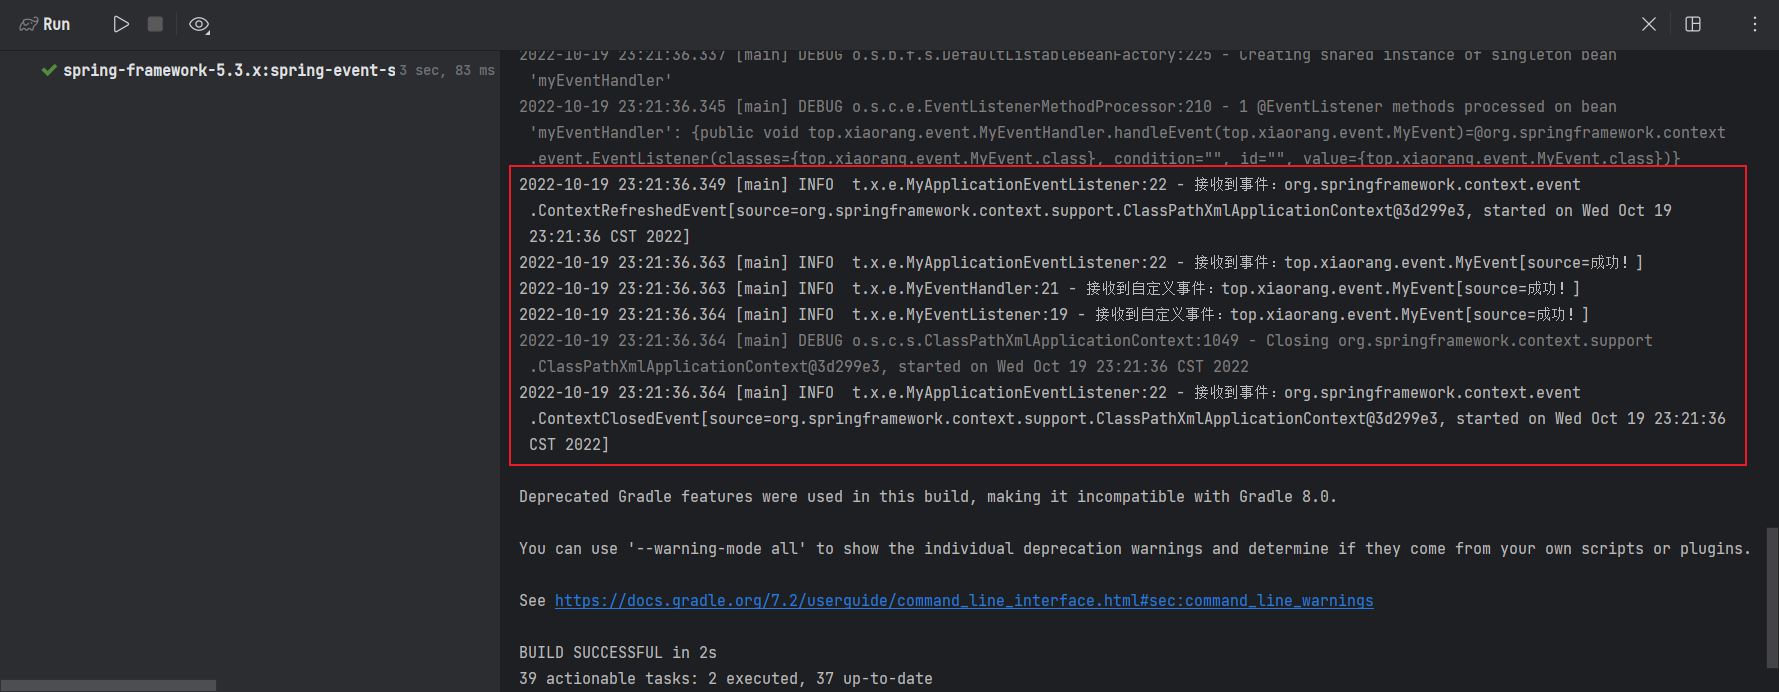 Run
spring-framework-5.3.x:spring-event-s 3 sec, 83 ms
2022-10-19 23:21:36.337 [main] DEBUG o.s.b.f.s.DefaultListableBeanFactory:225 - Creating shared instance of singleton bean
'myEventHandler'
2022-10-19 23:21:36.345 [main] DEBUG o.s.c.e.EventListenerMethodProcessor:210 - 1 @EventListener methods processed on bean
'myEventHandler': {public void top.xiaorang.event.MyEventHandler.handleEvent(top.xiaorang.event.MyEvent)=@org.springframework.context
.event.EventListener(classes={top.xiaorang.event.MyEvent.class}, condition="", id="", value={top.xiaorang.event.MyEvent.class})}
2022-10-19 23:21:36.349 [main] INFO  t.x.e.MyApplicationEventListener:22 - 接收到事件：org.springframework.context.event
.ContextRefreshedEvent[source=org.springframework.context.support.ClassPathXmlApplicationContext@3d299e3, started on Wed Oct 19
23:21:36 CST 2022]
2022-10-19 23:21:36.363 [main] INFO  t.x.e.MyApplicationEventListener:22 - 接收到事件：top.xiaorang.event.MyEvent[source=成功！]
2022-10-19 23:21:36.363 [main] INFO  t.x.e.MyEventHandler:21 - 接收到自定义事件：top.xiaorang.event.MyEvent[source=成功！]
2022-10-19 23:21:36.364 [main] INFO  t.x.e.MyEventListener:19 - 接收到自定义事件：top.xiaorang.event.MyEvent[source=成功！]
2022-10-19 23:21:36.364 [main] DEBUG o.s.c.s.ClassPathXmlApplicationContext:1049 - Closing org.springframework.context.support
.ClassPathXmlApplicationContext@3d299e3, started on Wed Oct 19 23:21:36 CST 2022
2022-10-19 23:21:36.364 [main] INFO  t.x.e.MyApplicationEventListener:22 - 接收到事件：org.springframework.context.event
.ContextClosedEvent[source=org.springframework.context.support.ClassPathXmlApplicationContext@3d299e3, started on Wed Oct 19 23:21:36
CST 2022]
Deprecated Gradle features were used in this build, making it incompatible with Gradle 8.0.
You can use '--warning-mode all' to show the individual deprecation warnings and determine if they come from your own scripts or plugins.
See https://docs.gradle.org/7.2/userguide/command_line_interface.html#sec:command_line_warnings
BUILD SUCCESSFUL in 2s
39 actionable tasks: 2 executed, 37 up-to-date